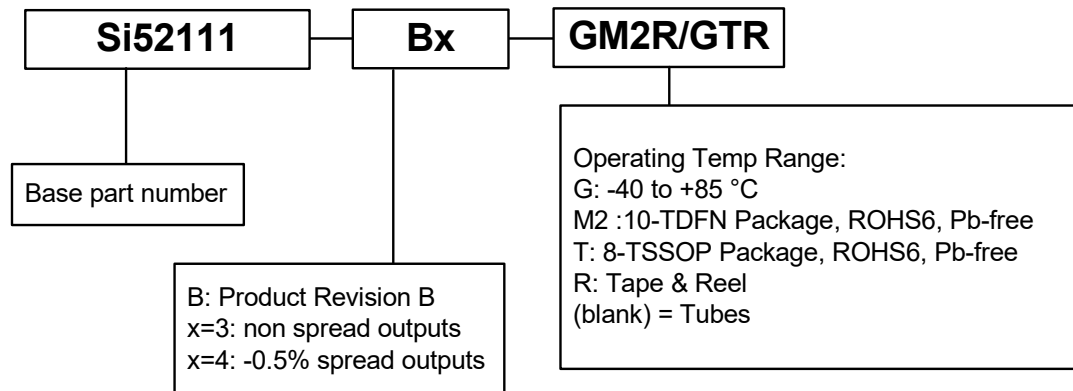 Si52111
Bx
GM2R/GTR
Base part number
B: Product Revision B
x=3: non spread outputs
x=4: -0.5% spread outputs
Operating Temp Range:
G: -40 to +85 °C
M2 :10-TDFN Package, ROHS6, Pb-free
T: 8-TSSOP Package, ROHS6, Pb-free
R: Tape & Reel
(blank) = Tubes